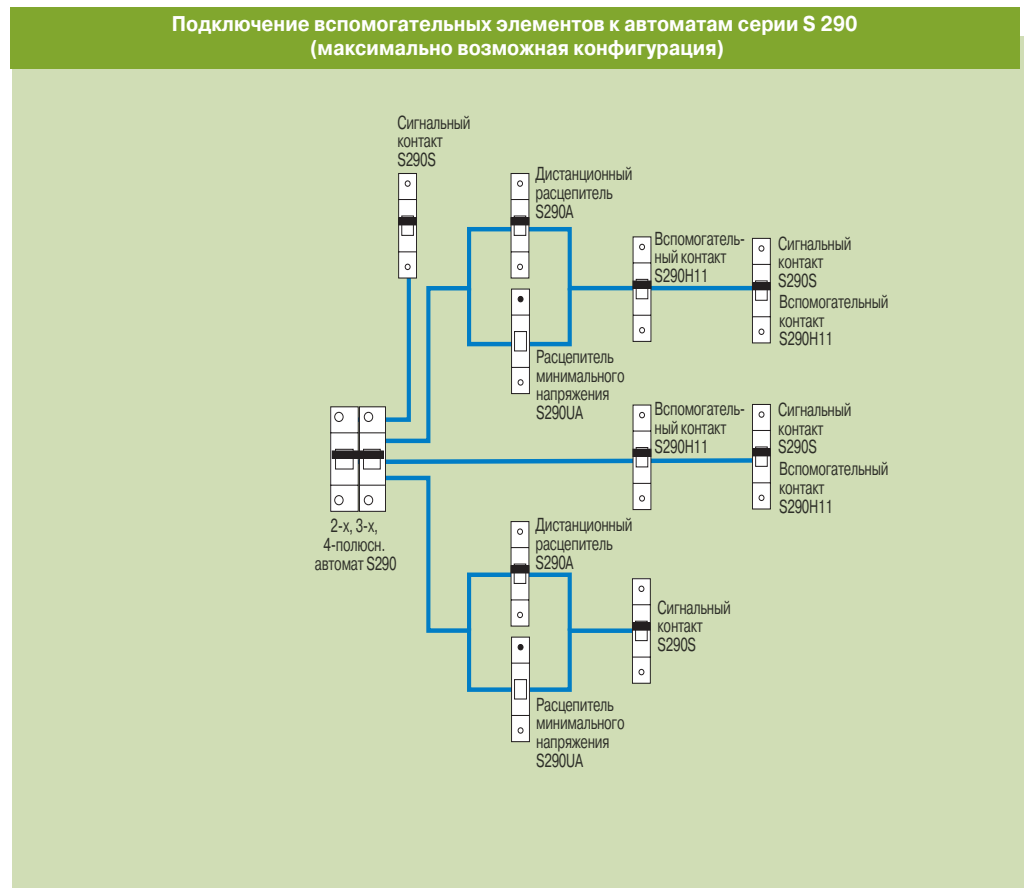 Подключение вспомогательных элементов к автоматам серии S 290
(максимально возможная конфигурация)
Сигнальный
контакт
S290S
Дистанционный
расцепитель
S290A
Вспомогатель-
ный контакт
S290H11
Сигнальный
контакт
S290S
Вспомогательный
контакт
S290H11
Расцепитель
минимального
напряжения
S290UA
Вспомогатель-
ный контакт
S290H11
Сигнальный
контакт
S290S
Вспомогательный
контакт
S290H11
2-х, 3-х,
4-полюсн.
автомат S290
Дистанционный
расцепитель
S290A
Сигнальный
контакт
S290S
Расцепитель
минимального
напряжения
S290UA